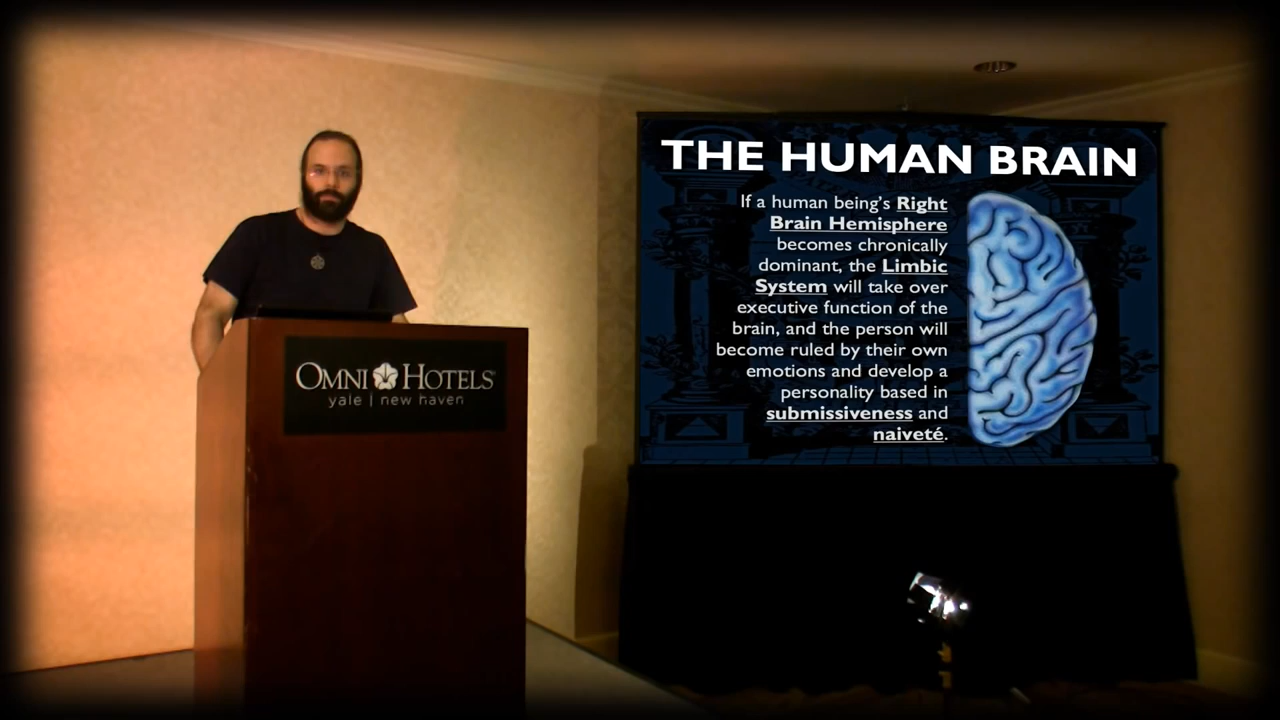 OMNI HOTELS
yale | new haven
THE HUMAN BRAIN
If a human being's Right
Brain Hemisphere
becomes chronically
dominant, the Limbic
System will take over
executive function of the
brain, and the person will
become ruled by their own
emotions and develop a
personality based in
submissiveness and
naiveté.